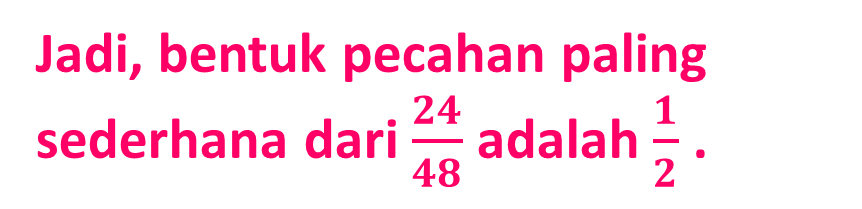 Jadi, bentuk pecahan paling
sederhana dari 24/48 adalah 1/2 .